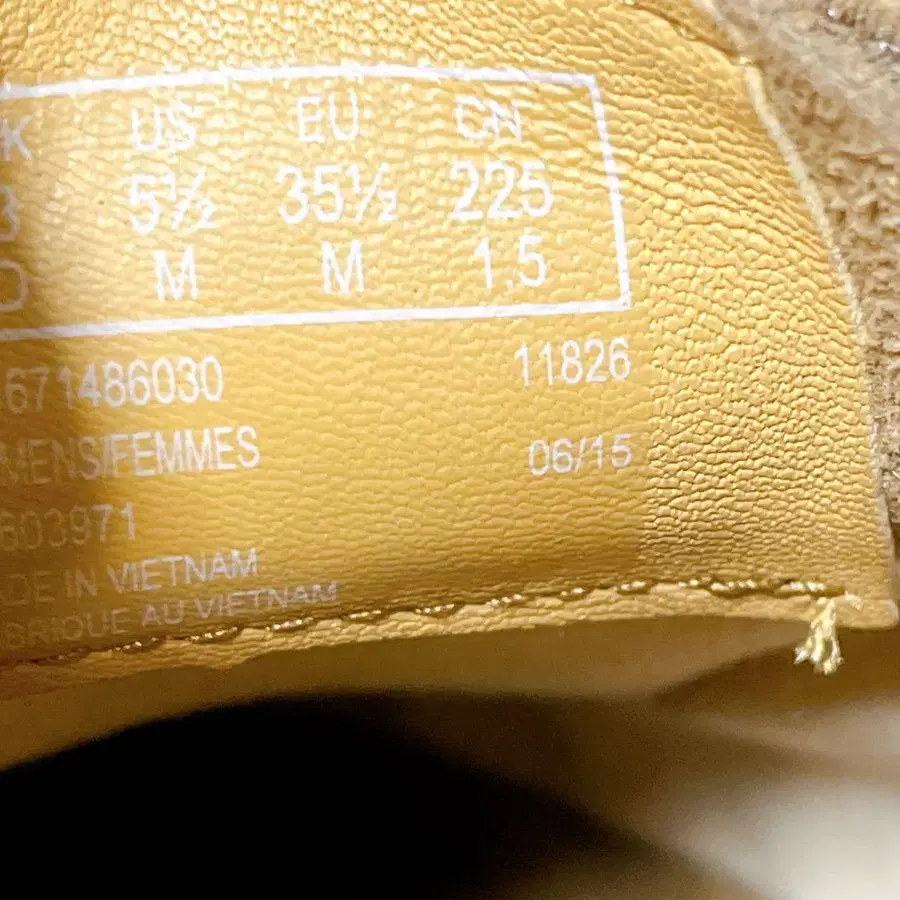 K US EU CN
3 5½ 35½ 225
D M M 1.5
671486030 11826
MENS/FEMMES 06/15
603971
DE IN VIETNAM
BRIQUE AU VIETNAM